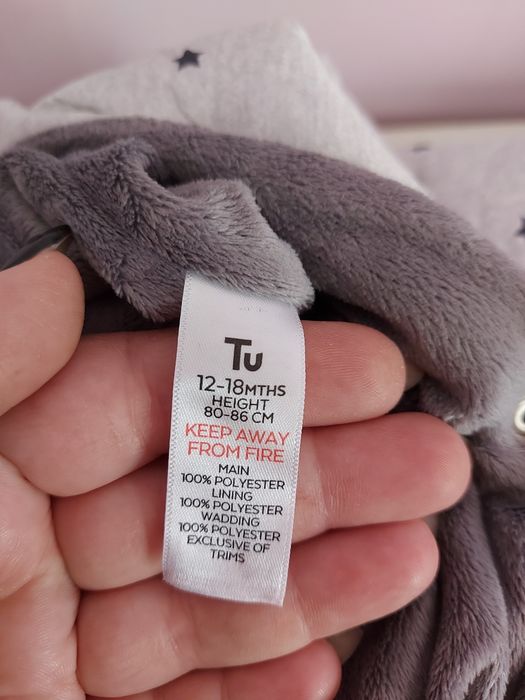 Tu
12-18MTHS
HEIGHT
80-86 CM
KEEP AWAY
FROM FIRE
MAIN
100% POLYESTER
LINING
100% POLYESTER
WADDING
100% POLYESTER
EXCLUSIVE OF
TRIMS